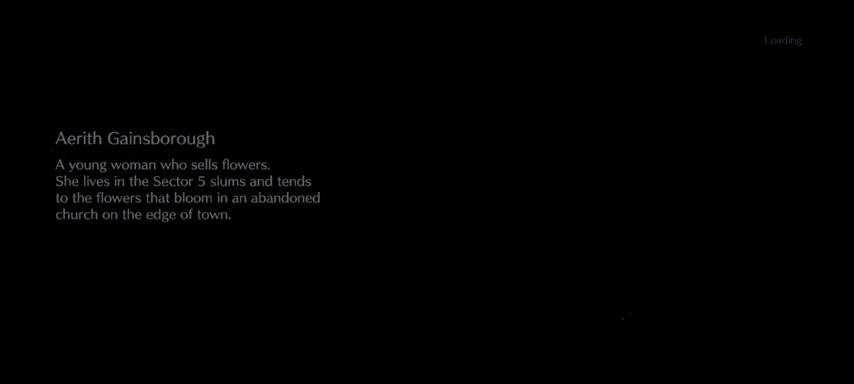 Loading
Aerith Gainsborough
A young woman who sells flowers.
She lives in the Sector 5 slums and tends
to the flowers that bloom in an abandoned
church on the edge of town.